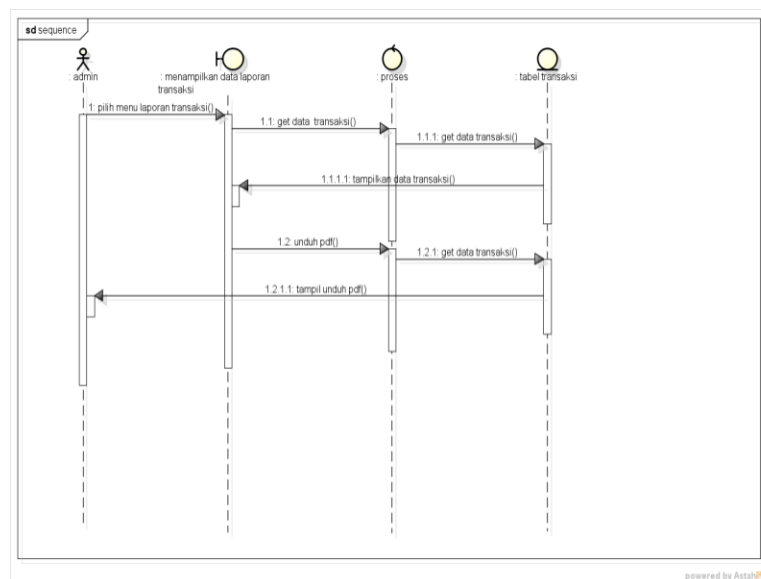 sd sequence
: admin
: menampilkan data laporan
transaksi
: proses
: tabel transaksi
1: pilih menu laporan transaksi()
1.1: get data transaksi()
1.1.1: get data transaksi()
1.1.1.1: tampilkan data transaksi()
1.2: unduh pdf()
1.2.1: get data transaksi()
1.2.1.1: tampil unduh pdf()
powered by Astah